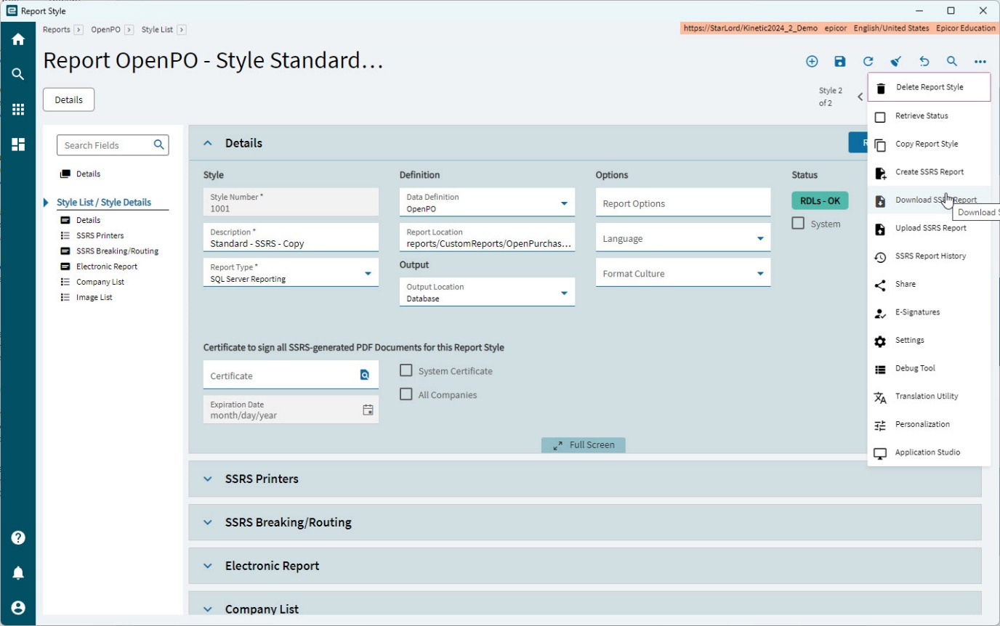 Report Style
Reports > OpenPO > Style List >
https://StarLord/Kinetic2024_2_Demo epicor English/United States Epicor Education
Report OpenPO - Style Standard…
Details
Style 2
of 2
Search Fields
Details
Style List / Style Details
Details
SSRS Printers
SSRS Breaking/Routing
Electronic Report
Company List
Image List
Details
Style
Style Number *
1001
Description *
Standard - SSRS - Copy
Report Type *
SQL Server Reporting
Definition
Data Definition
OpenPO
Report Location
reports/CustomReports/OpenPurchas...
Output
Output Location
Database
Options
Report Options
Language
Format Culture
Status
RDLs - OK
System
Certificate to sign all SSRS-generated PDF Documents for this Report Style
Certificate
System Certificate
Expiration Date
month/day/year
All Companies
Full Screen
SSRS Printers
SSRS Breaking/Routing
Electronic Report
Company List
Delete Report Style
Retrieve Status
Copy Report Style
Create SSRS Report
Download SSRS Report
Download
Upload SSRS Report
SSRS Report History
Share
E-Signatures
Settings
Debug Tool
Translation Utility
Personalization
Application Studio